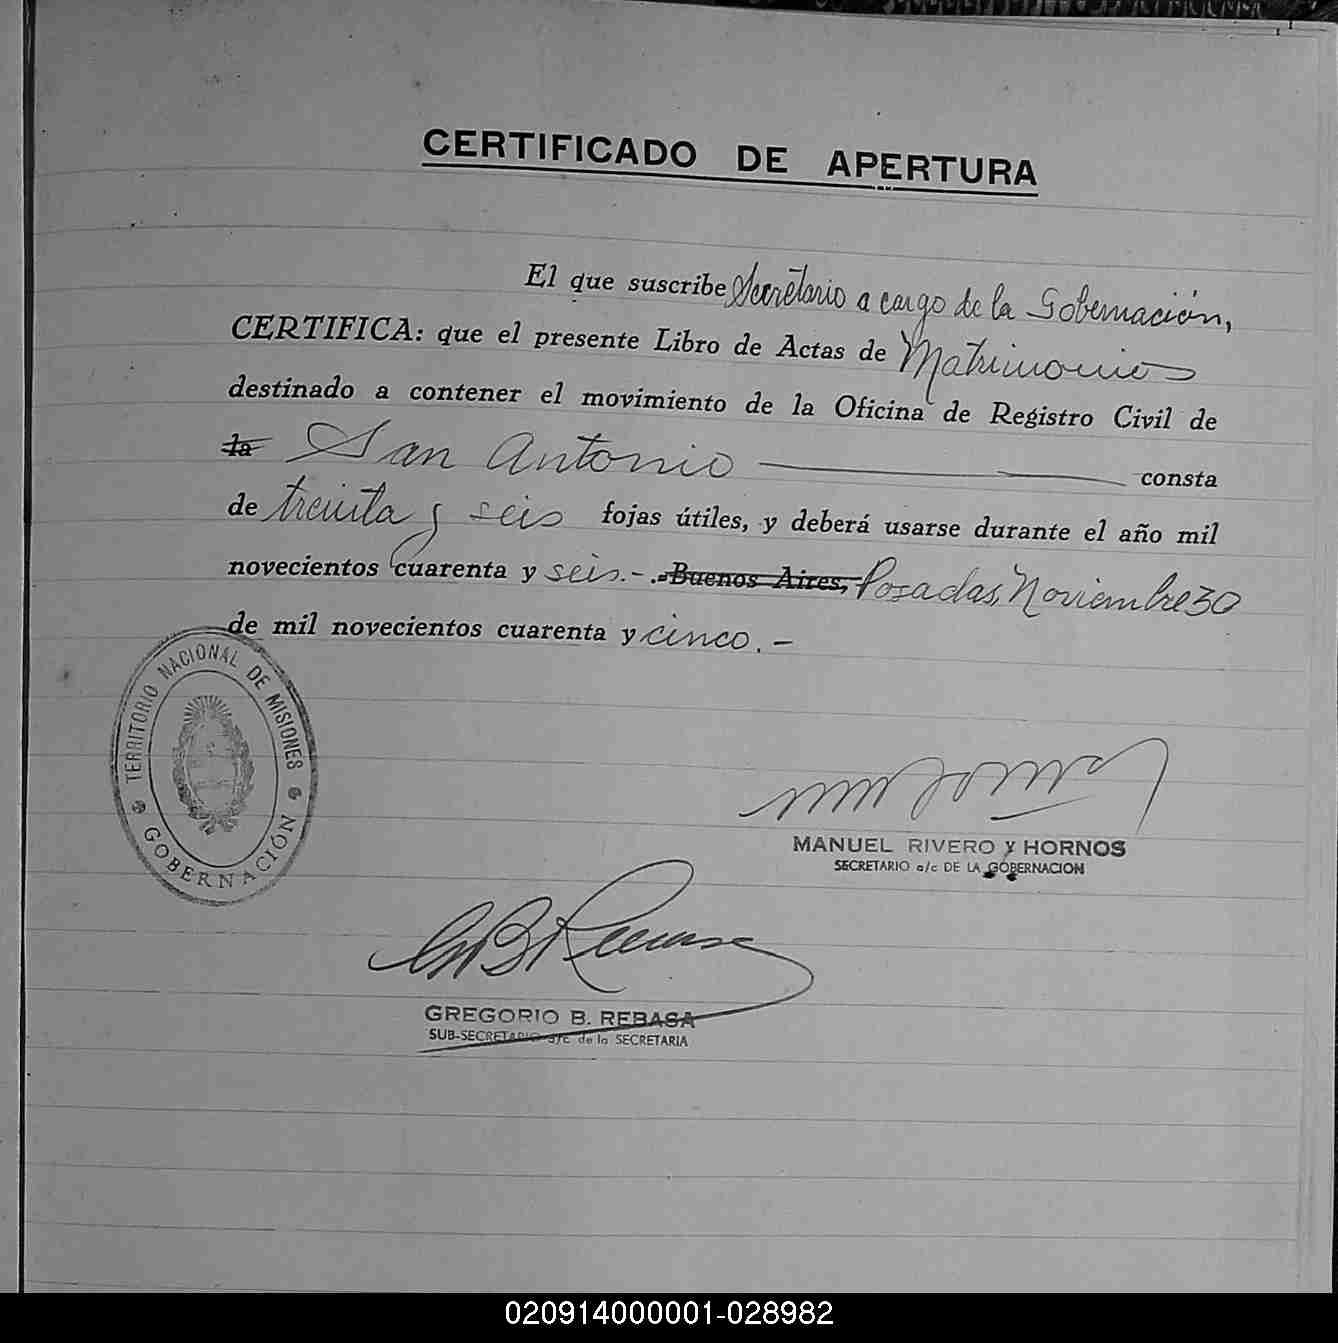 CERTIFICADO DE APERTURA
El que suscribe Secretario a cargo de la Gobernación,
CERTIFICA: que el presente Libro de Actas de Matrimonios
destinado a contener el movimiento de la Oficina de Registro Civil de
la San Antonio consta
de treinta y seis fojas útiles, y deberá usarse durante el año mil
novecientos cuarenta y seis.- .-Buenos Aires,- Posadas, Noviembre 30
de mil novecientos cuarenta y cinco.-
TERRITORIO NACIONAL DE MISIONES
GOBERNACIÓN
MANUEL RIVERO y HORNOS
SECRETARIO a/c DE LA GOBERNACION
GREGORIO B. REBASA
SUB-SECRETARIO a/c de la SECRETARIA
020914000001-028982